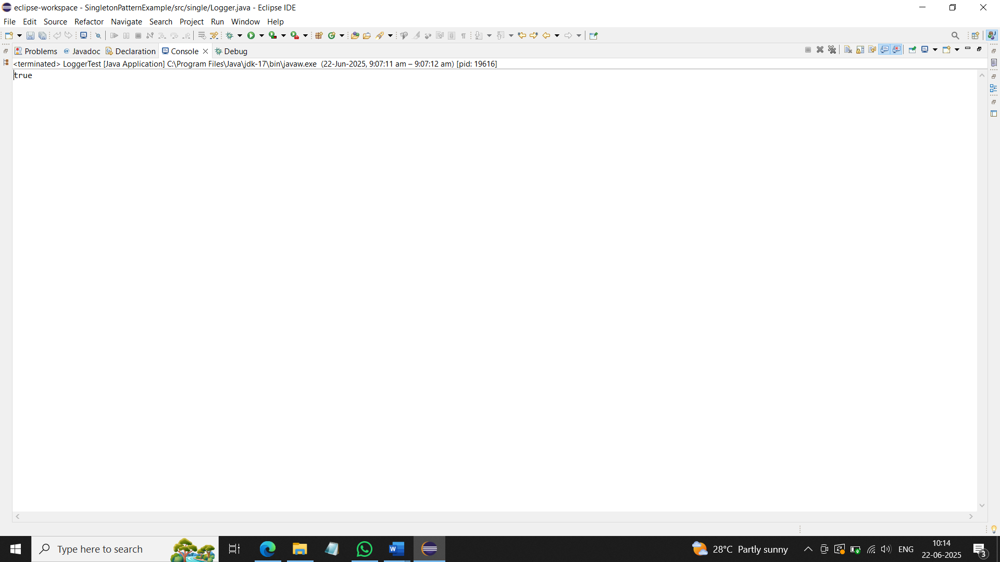 eclipse-workspace - SingletonPatternExample/src/single/Logger.java - Eclipse IDE
File Edit Source Refactor Navigate Search Project Run Window Help
Problems @ Javadoc Declaration Console Debug
<terminated> LoggerTest [Java Application] C:\Program Files\Java\jdk-17\bin\javaw.exe (22-Jun-2025, 9:07:11 am – 9:07:12 am) [pid: 19616]
true
Type here to search
28°C Partly sunny
ENG
10:14
22-06-2025
3